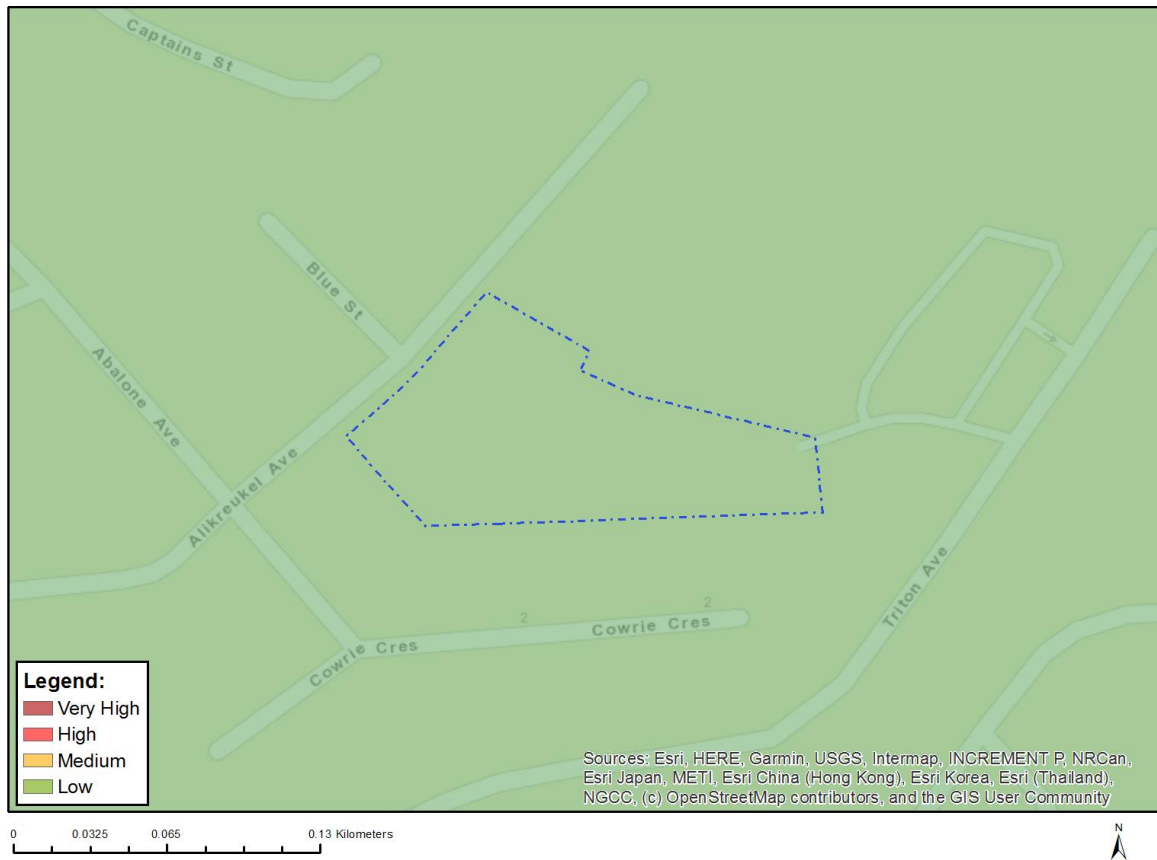 Captains St
Blue St
Abalone Ave
Alikreukel Ave
Triton Ave
2
2
Cowrie Cres
Cowrie Cres
Legend:
Very High
High
Medium
Low
Sources: Esri, HERE, Garmin, USGS, Intermap, INCREMENT P, NRCan,
Esri Japan, METI, Esri China (Hong Kong), Esri Korea, Esri (Thailand),
NGCC, (c) OpenStreetMap contributors, and the GIS User Community
0 0.0325 0.065 0.13 Kilometers
N